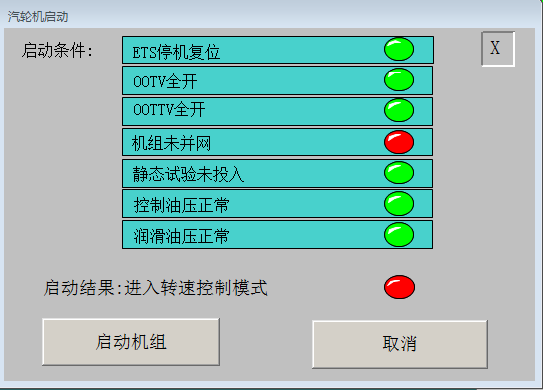 汽轮机启动
启动条件:
X
ETS停机复位
OOTV全开
OOTTV全开
机组未并网
静态试验未投入
控制油压正常
润滑油压正常
启动结果:进入转速控制模式
启动机组
取消